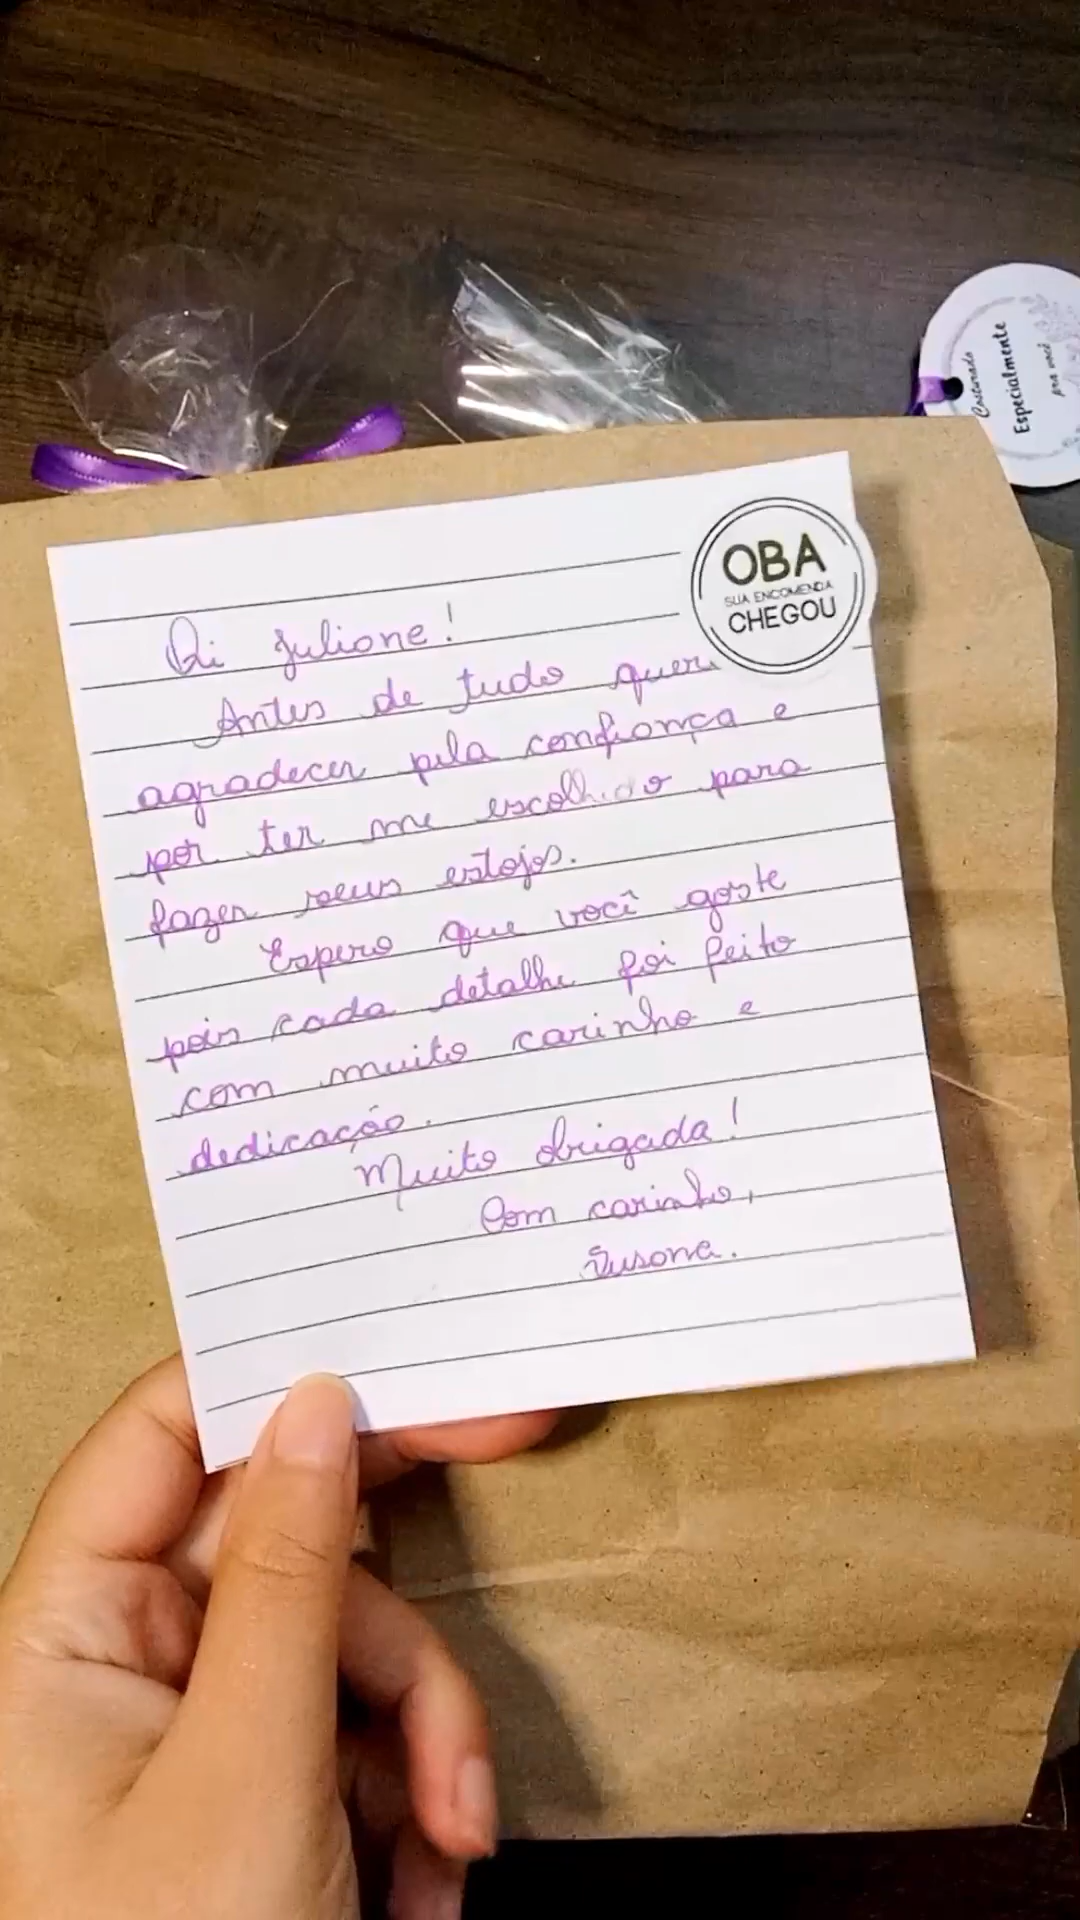 OBA
SUA ENCOMENDA
CHEGOU
Oi Juliane!
Antes de tudo quero
agradecer pela confiança e
por ter me escolhido para
fazer seus estojos.
Espero que você goste
pois cada detalhe foi feito
com muito carinho e
dedicação.
Muito obrigada!
Com carinho,
Susana.
Costurado
Especialmente
pra você